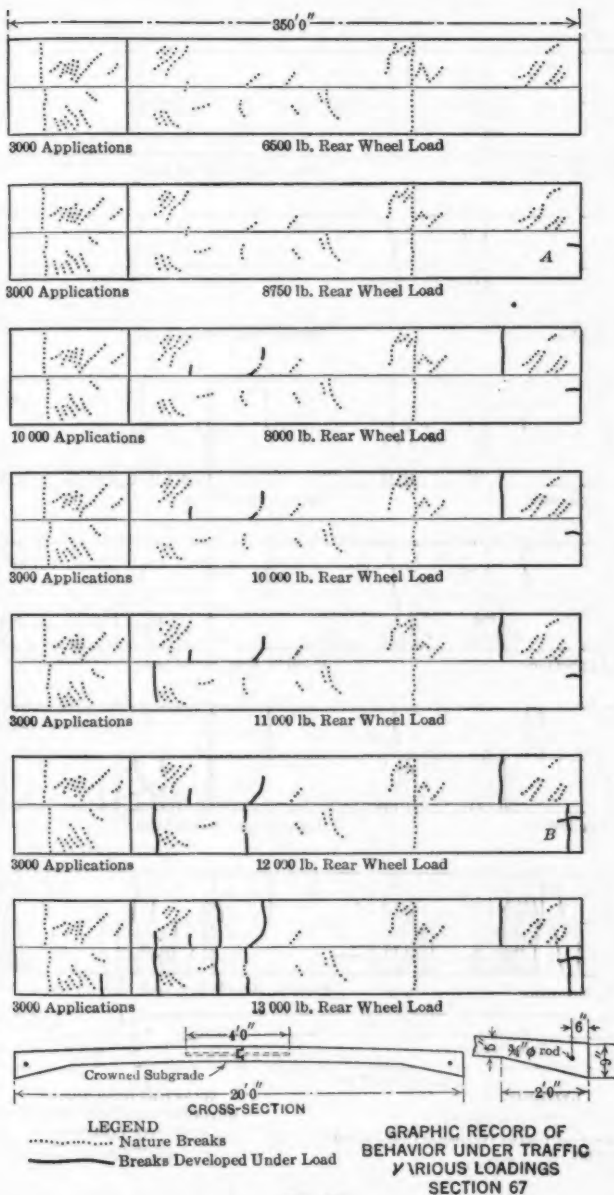 350'0"
3000 Applications 6500 lb. Rear Wheel Load
A
3000 Applications 8750 lb. Rear Wheel Load
10 000 Applications 8000 lb. Rear Wheel Load
3000 Applications 10 000 lb. Rear Wheel Load
3000 Applications 11 000 lb. Rear Wheel Load
B
3000 Applications 12 000 lb. Rear Wheel Load
3000 Applications 13 000 lb. Rear Wheel Load
4'0"
Crowned Subgrade
20'0"
CROSS-SECTION
6"
5"
¾"φ rod
9"
2'0"
LEGEND
Nature Breaks
Breaks Developed Under Load
GRAPHIC RECORD OF
BEHAVIOR UNDER TRAFFIC
VARIOUS LOADINGS
SECTION 67